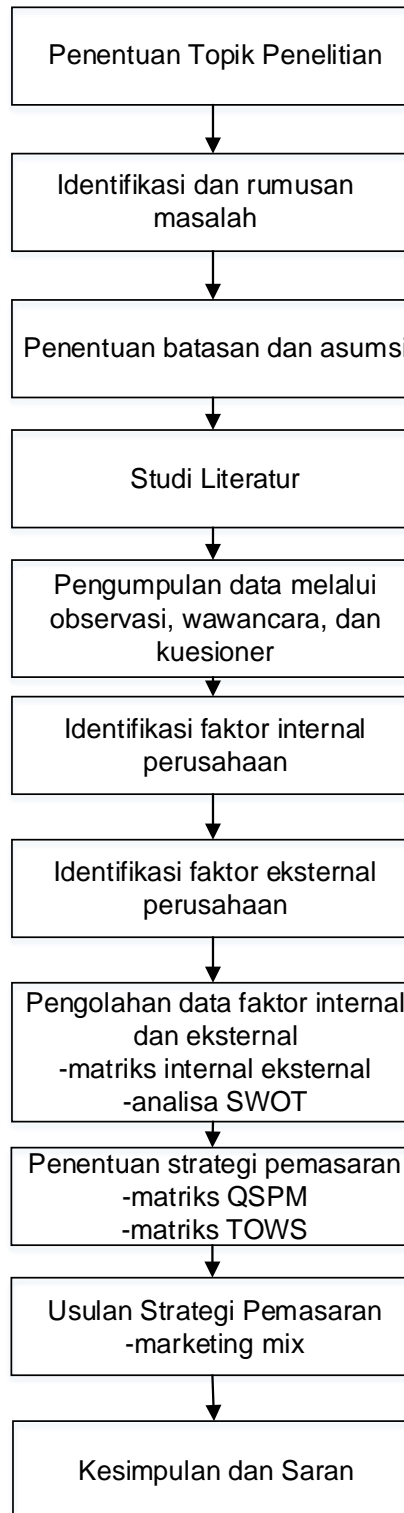 Penentuan Topik Penelitian
Identifikasi dan rumusan
masalah
Penentuan batasan dan asumsi
Studi Literatur
Pengumpulan data melalui
observasi, wawancara, dan
kuesioner
Identifikasi faktor internal
perusahaan
Identifikasi faktor eksternal
perusahaan
Pengolahan data faktor internal
dan eksternal
-matriks internal eksternal
-analisa SWOT
Penentuan strategi pemasaran
-matriks QSPM
-matriks TOWS
Usulan Strategi Pemasaran
-marketing mix
Kesimpulan dan Saran